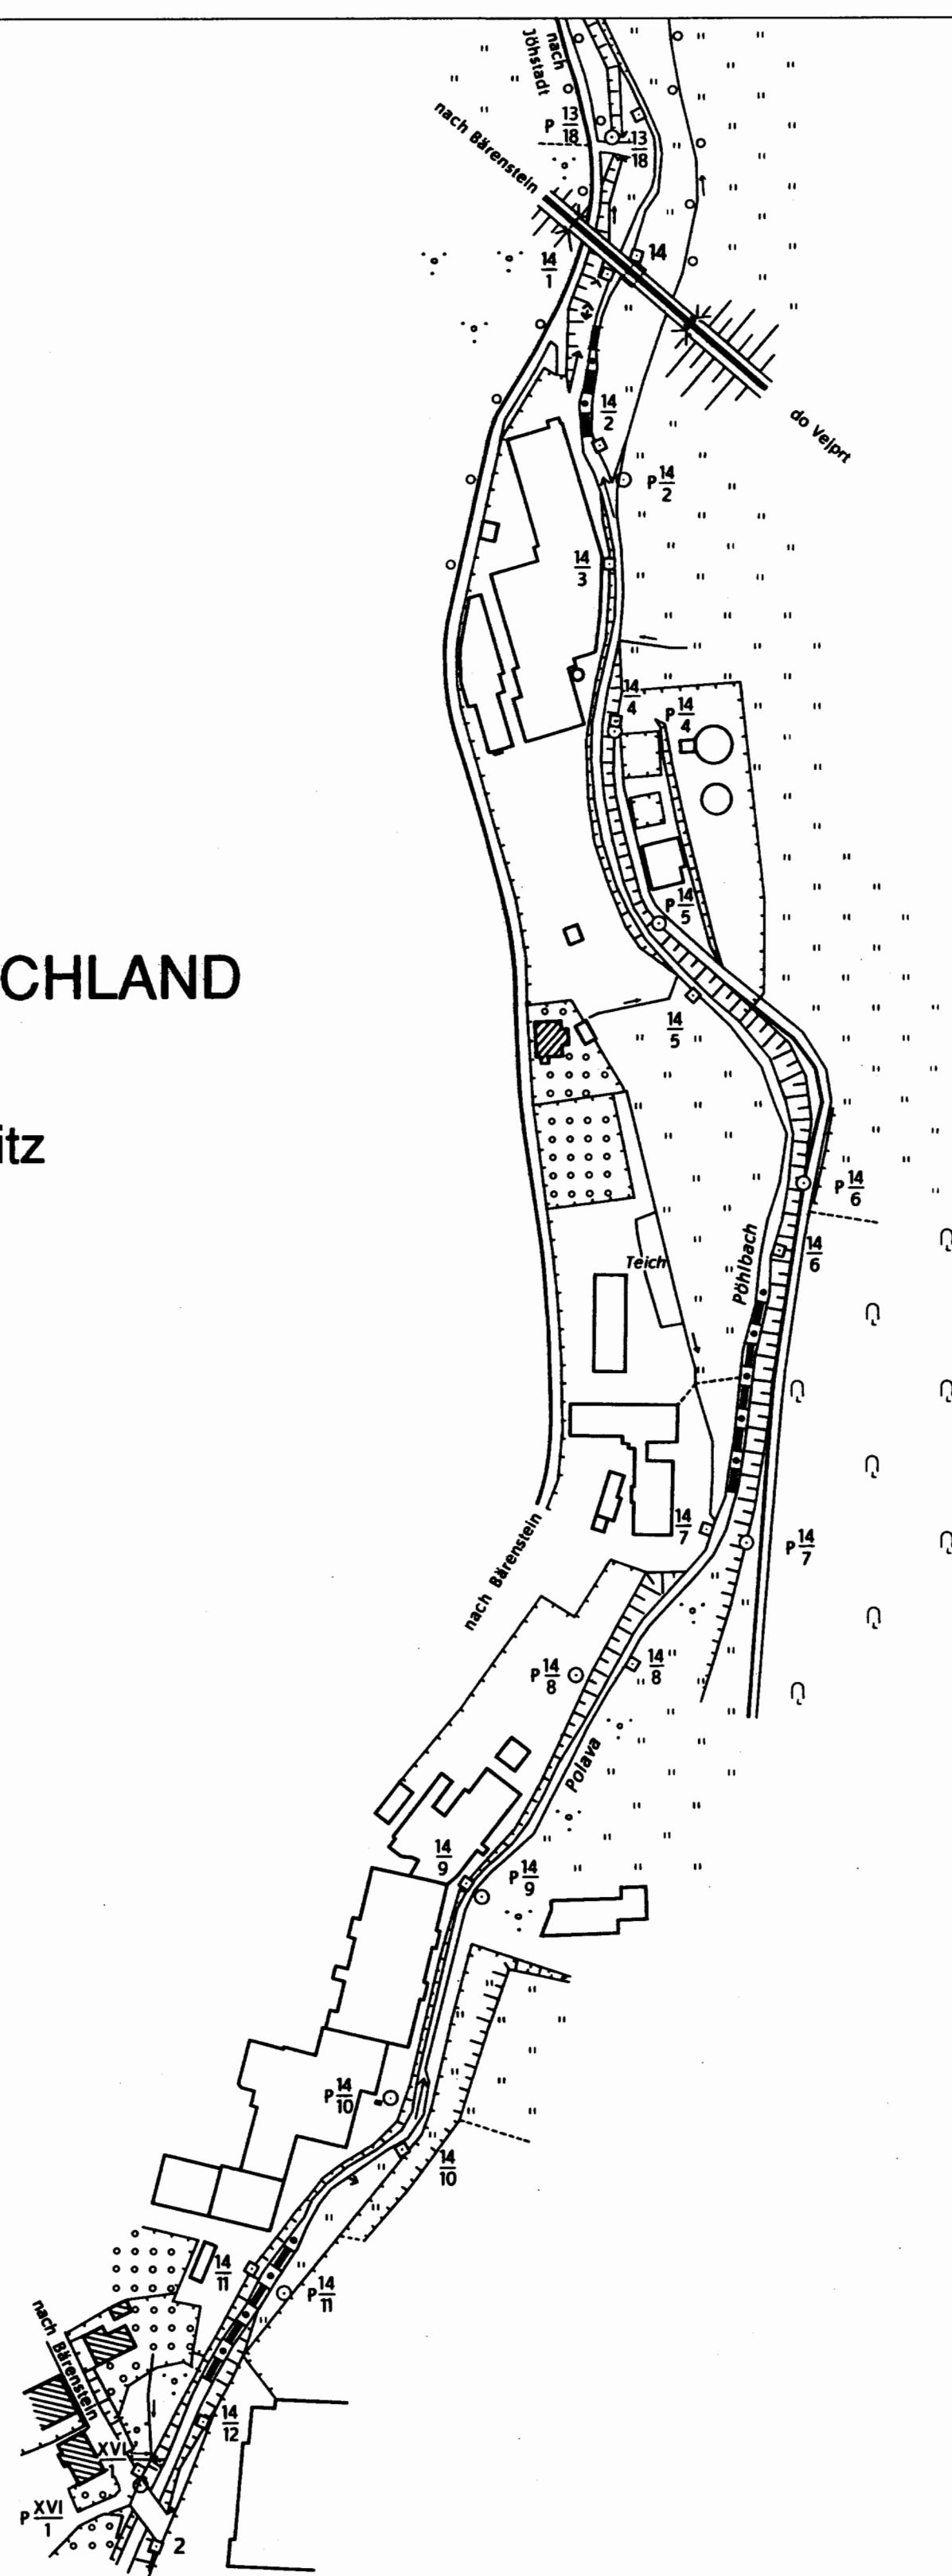 nach
Jöhstadt
nach Bärenstein
P 13/18
13/18
14
14/1
do Vejprt
14/2
P 14/2
14/3
14/4
P 14/4
P 14/5
CHLAND
14/5
itz
P 14/6
14/6
Pöhlbach
Teich
14/7
P 14/7
nach Bärenstein
14/8
P 14/8
Polava
14/9
P 14/9
P 14/10
14/10
14/11
P 14/11
nach Bärenstein
14/12
XVI/1
P XVI/1
2